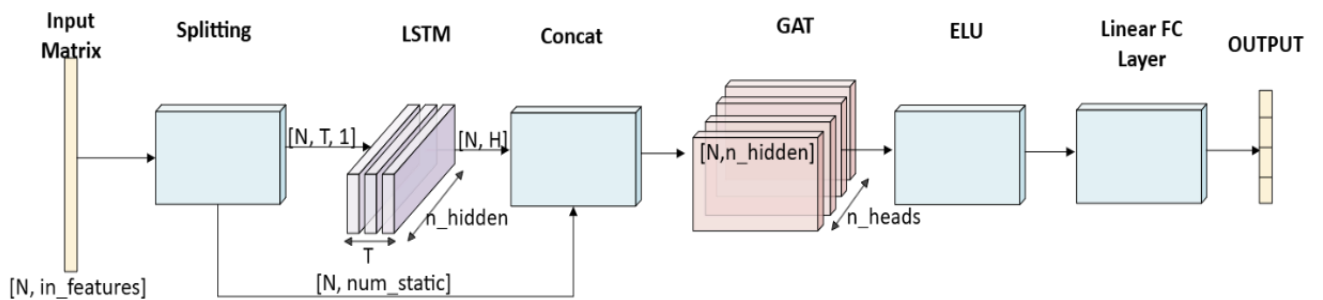 Input
Matrix
Splitting
LSTM
Concat
GAT
ELU
Linear FC
Layer
OUTPUT
[N, T, 1]
[N, H]
[N,n_hidden]
n_hidden
n_heads
T
[N, in_features]
[N, num_static]